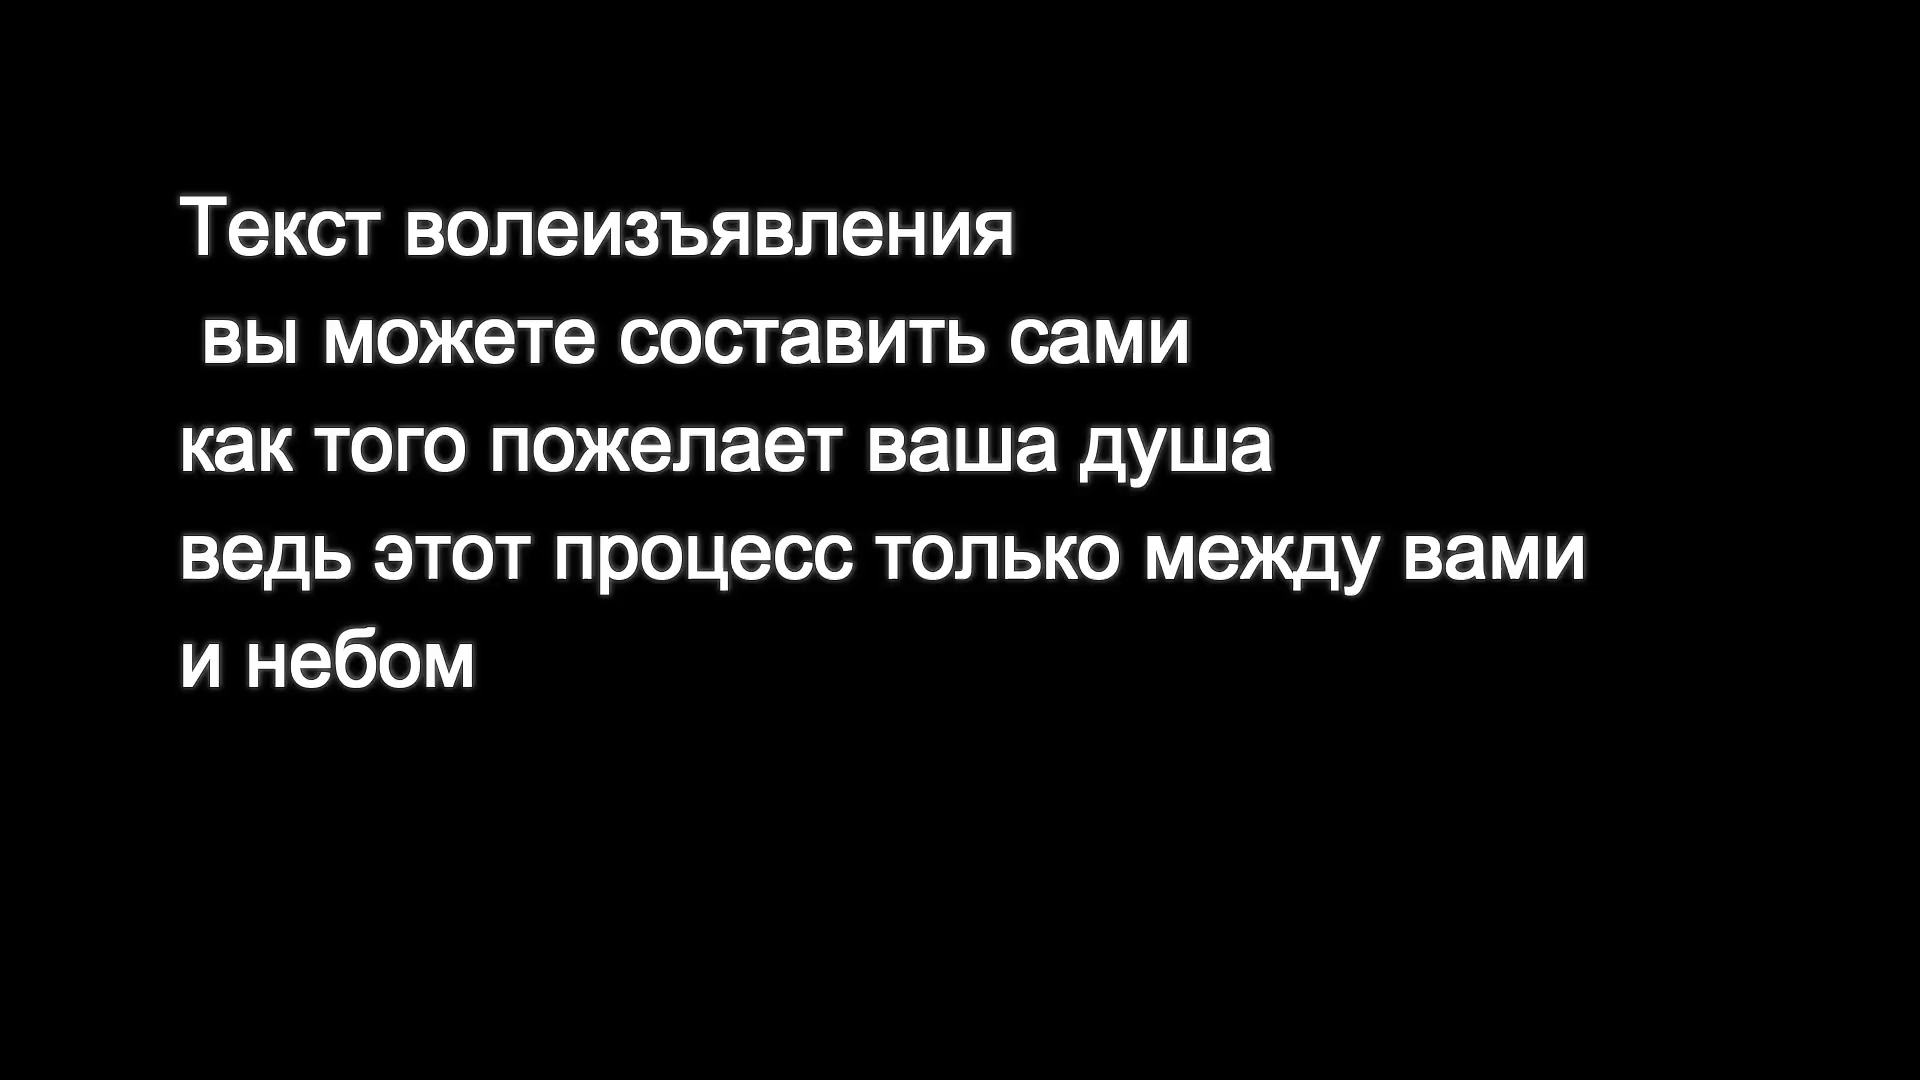 Текст волеизъявления
вы можете составить сами
как того пожелает ваша душа
ведь этот процесс только между вами
и небом